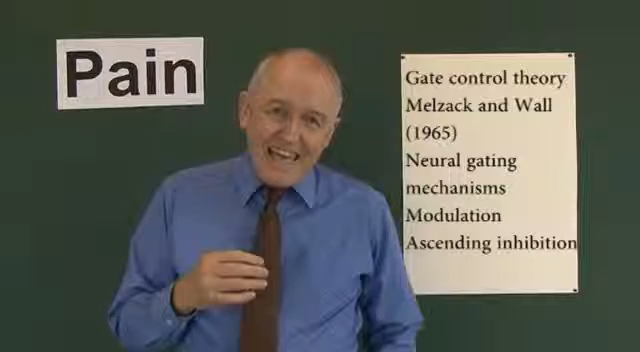 Pain
Gate control theory
Melzack and Wall
(1965)
Neural gating
mechanisms
Modulation
Ascending inhibition